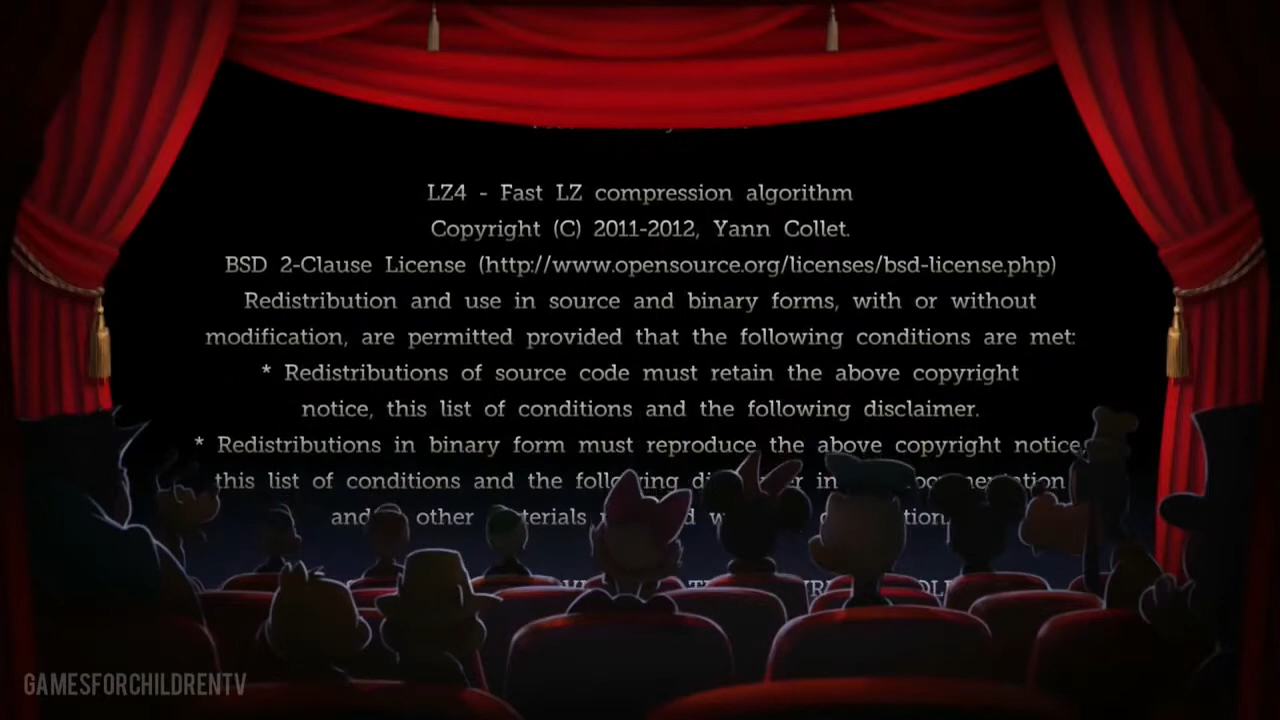 LZ4 - Fast LZ compression algorithm
Copyright (C) 2011-2012, Yann Collet.
BSD 2-Clause License (http://www.opensource.org/licenses/bsd-license.php)
Redistribution and use in source and binary forms, with or without
modification, are permitted provided that the following conditions are met:
* Redistributions of source code must retain the above copyright
notice, this list of conditions and the following disclaimer.
* Redistributions in binary form must reproduce the above copyright notice
this list of conditions and the in
other
GAMESFORCHILDRENTV